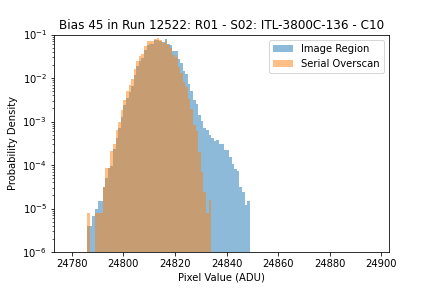 Bias 45 in Run 12522: R01 - S02: ITL-3800C-136 - C10
Image Region
Serial Overscan
Probability Density
10⁻¹
10⁻²
10⁻³
10⁻⁴
10⁻⁵
10⁻⁶
24780 24800 24820 24840 24860 24880 24900
Pixel Value (ADU)